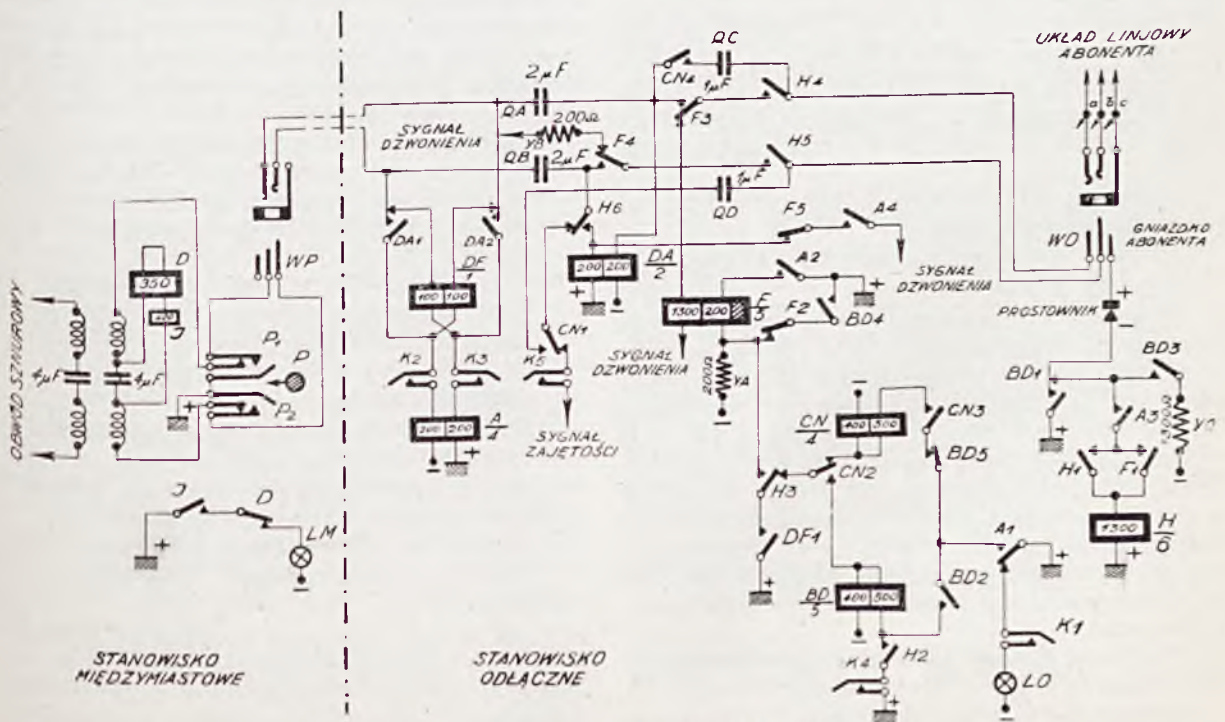 UKŁAD LINJOWY
ABONENTA
a
b
c
QC
CN4
1µF
H4
2µF
QA
200Ω
YB
SYGNAŁ
DZWONIENIA
F4
F3
QB
2µF
H5
1µF
QD
H6
DA1
DA2
DF
1
100
100
200
200
DA
2
F5
A4
SYGNAŁ
DZWONIENIA
A2
F2
BD4
1300
200
F
5
WO
GNIAZDKO
ABONENTA
PROSTOWNIK
WP
D
350
J
OBWÓD SZNUROWY
4µF
4µF
P1
P
P2
K2
K3
K5
CN1
SYGNAŁ
ZAJĘTOŚCI
SYGNAŁ
DZWONIENIA
200Ω
YA
A
4
200
200
CN
4
400
500
CN3
BD5
CN2
H3
DF1
BD1
BD3
A3
H1
F1
1300
H
6
J
D
LM
BD
5
400
500
BD2
A1
K1
LO
H2
K4
STANOWISKO
MIĘDZYMIASTOWE
STANOWISKO
ODŁĄCZNE